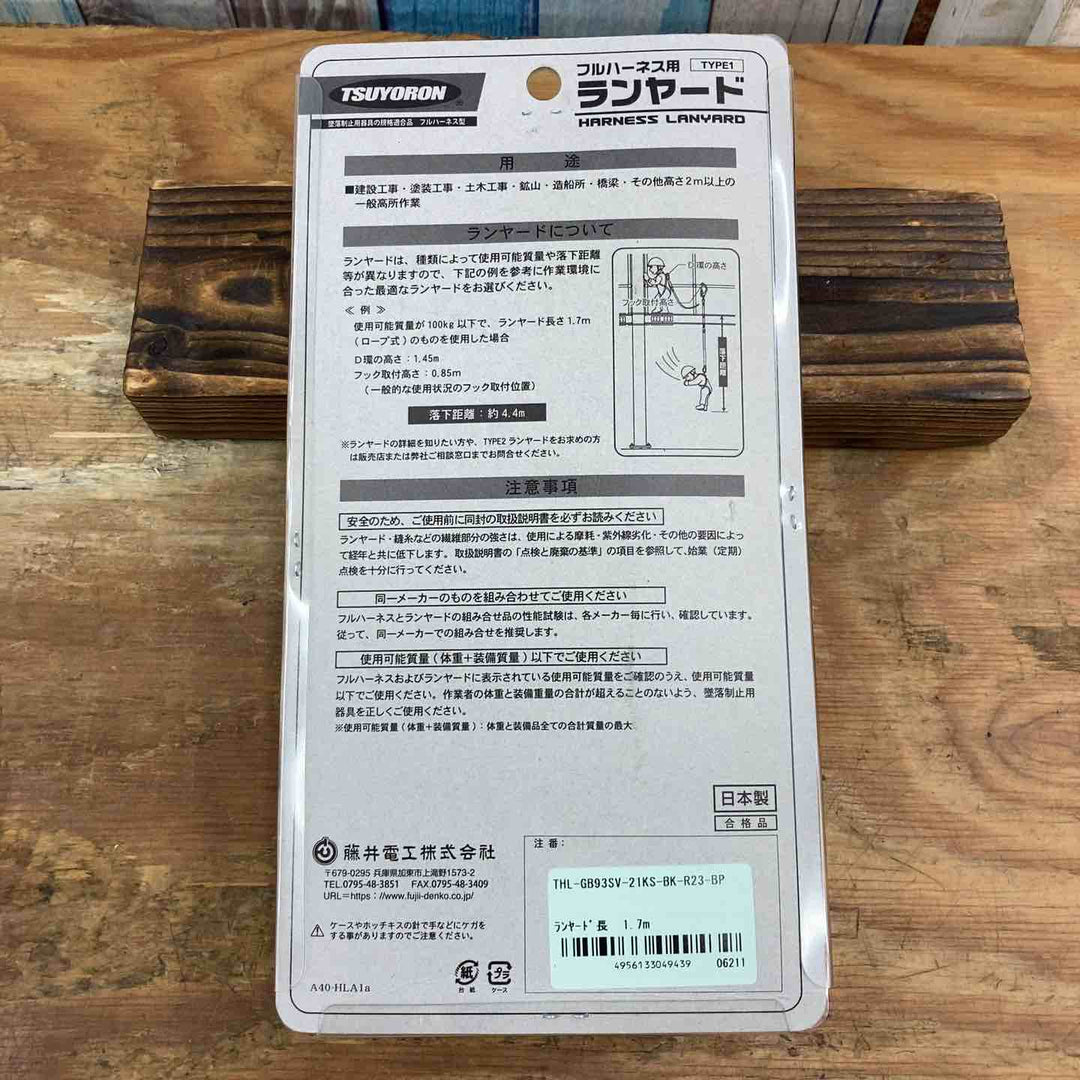 TSUYORON®
墜落制止用器具の規格適合品 フルハーネス型
フルハーネス用 TYPE1
ランヤード
HARNESS LANYARD
用途
■建設工事・塗装工事・土木工事・鉱山・造船所・橋梁・その他高さ2m以上の
一般高所作業
ランヤードについて
ランヤードは、種類によって使用可能質量や落下距離
等が異なりますので、下記の例を参考に作業環境に
合った最適なランヤードをお選びください。
≪例≫
使用可能質量が100kg以下で、ランヤード長さ1.7m
(ロープ式)のものを使用した場合
D環の高さ:1.45m
フック取付高さ:0.85m
(一般的な使用状況のフック取付位置)
落下距離:約4.4m
D環の高さ
フック取付高さ
落下距離
※ランヤードの詳細を知りたい方や、TYPE2ランヤードをお求めの方
は販売店または弊社ご相談窓口までお問合せください。
注意事項
安全のため、ご使用前に同封の取扱説明書を必ずお読みください
ランヤード・縫糸などの繊維部分の強さは、使用による摩耗・紫外線劣化・その他の要因によっ
て経年と共に低下します。取扱説明書の「点検と廃棄の基準」の項目を参照して、始業(定期)
点検を十分に行ってください。
同一メーカーのものを組み合わせてご使用ください
フルハーネスとランヤードの組み合せ品の性能試験は、各メーカー毎に行い、確認しています。
従って、同一メーカーでの組み合せを推奨します。
使用可能質量(体重+装備質量)以下でご使用ください
フルハーネスおよびランヤードに表示されている使用可能質量をご確認のうえ、使用可能質量
以下でご使用ください。作業者の体重と装備重量の合計が超えることのないよう、墜落制止用
器具を正しくご使用ください。
※使用可能質量(体重+装備質量):体重と装備品全ての合計質量の最大
日本製
合格品
藤井電工株式会社
〒679-0295 兵庫県加東市上滝野1573-2
TEL.0795-48-3851 FAX.0795-48-3409
URL=https://www.fujii-denko.co.jp/
⚠ケースやホッチキスの針で手などにケガを
する事がありますのでご注意ください。
A40-HLA1a
紙
台紙
プラ
ケース
注番:
THL-GB93SV-21KS-BK-R23-BP
ランヤード長 1.7m
4956133049439 06211